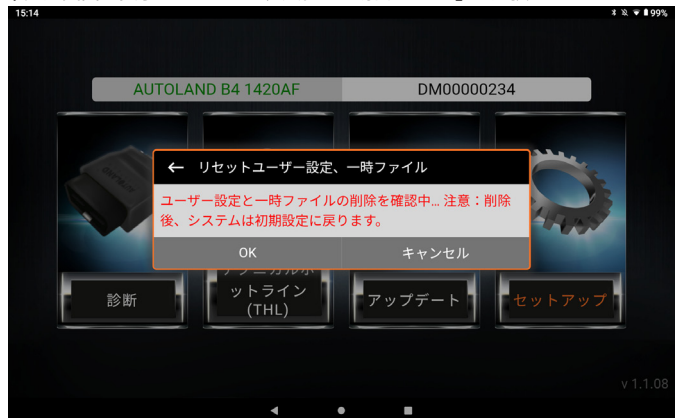 15:14
99%
AUTOLAND B4 1420AF
DM00000234
← リセットユーザー設定、一時ファイル
ユーザー設定と一時ファイルの削除を確認中... 注意：削除
後、システムは初期設定に戻ります。
OK
キャンセル
診断
ットライン
(THL)
アップデート
セットアップ
v 1.1.08